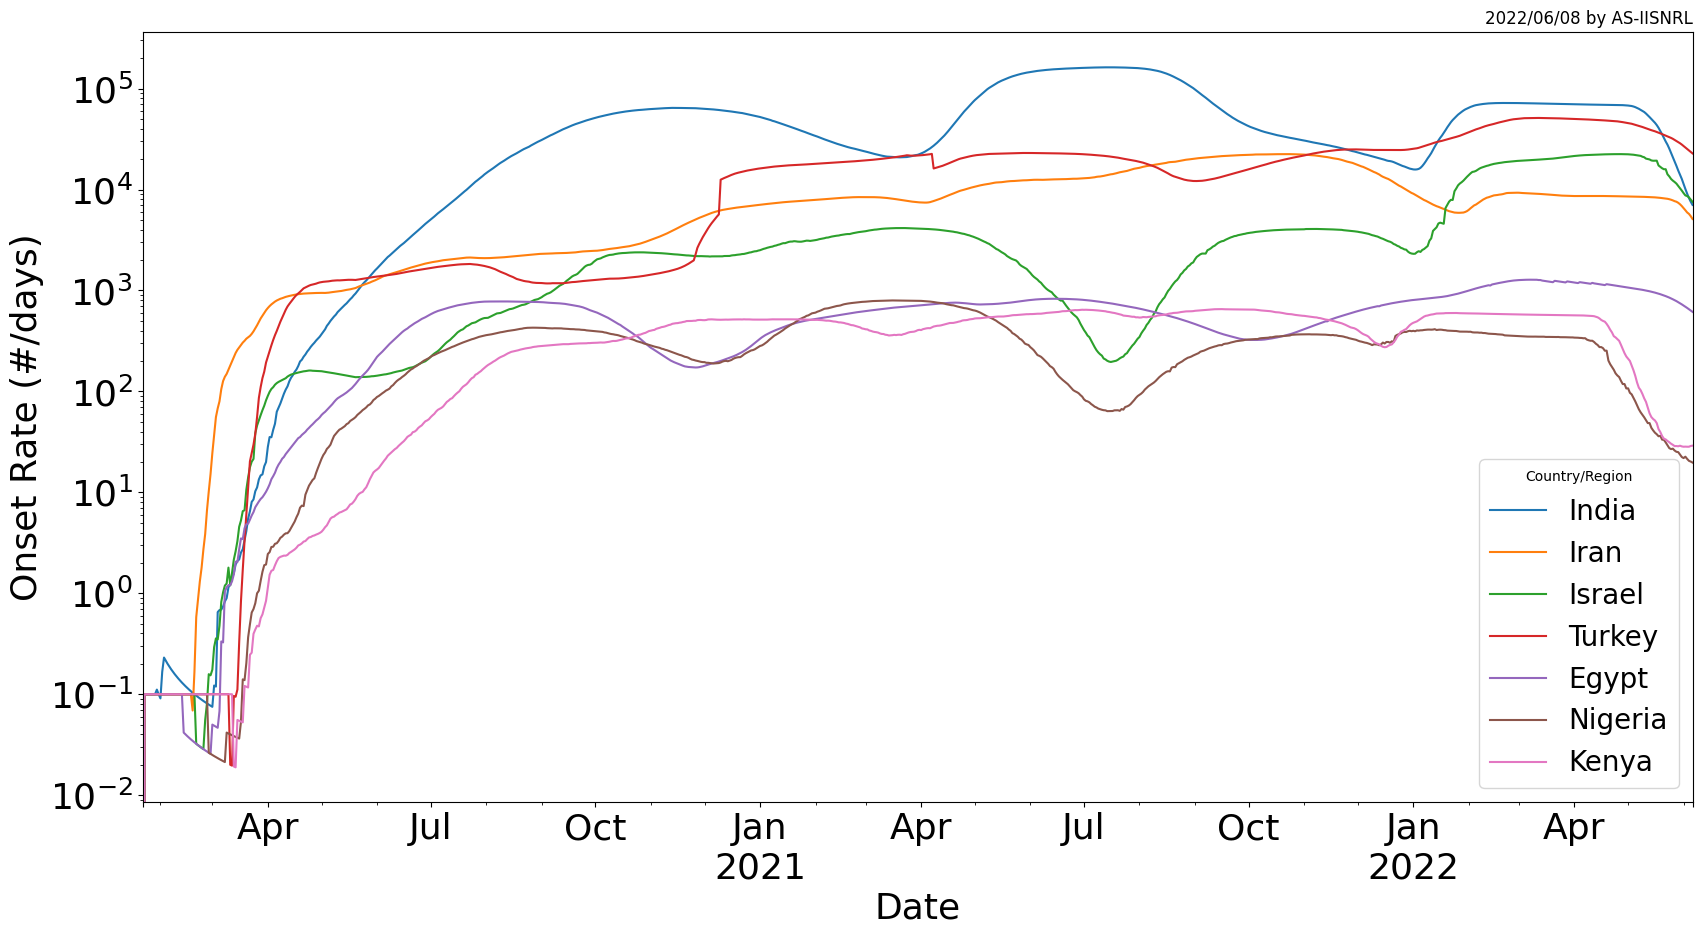 2022/06/08 by AS-IISNRL
Onset Rate (#/days)
10^5
10^4
10^3
10^2
10^1
10^0
10^−1
10^−2
Country/Region
India
Iran
Israel
Turkey
Egypt
Nigeria
Kenya
Apr Jul Oct Jan Apr Jul Oct Jan Apr
2021 2022
Date